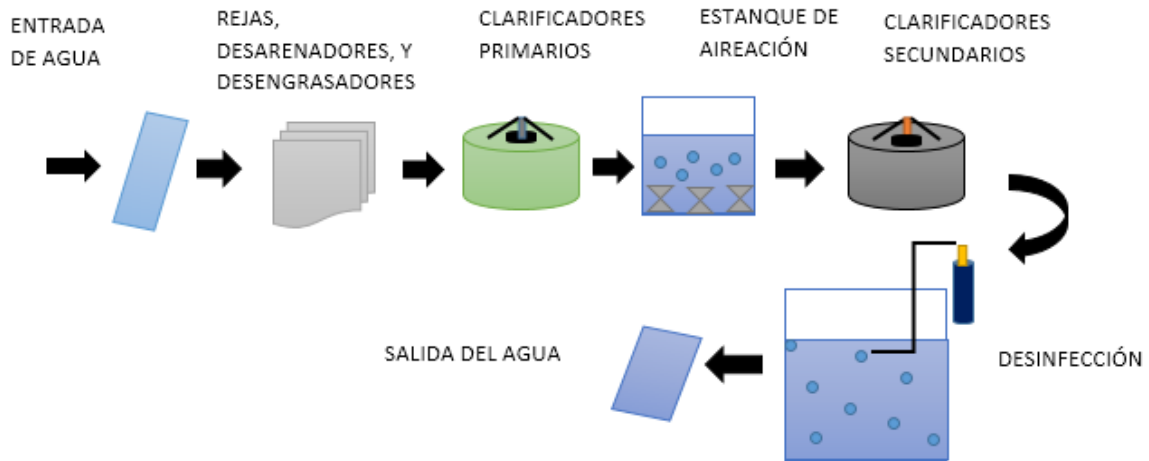 ENTRADA
DE AGUA
REJAS,
DESARENADORES, Y
DESENGRASADORES
CLARIFICADORES
PRIMARIOS
ESTANQUE DE
AIREACIÓN
CLARIFICADORES
SECUNDARIOS
DESINFECCIÓN
SALIDA DEL AGUA